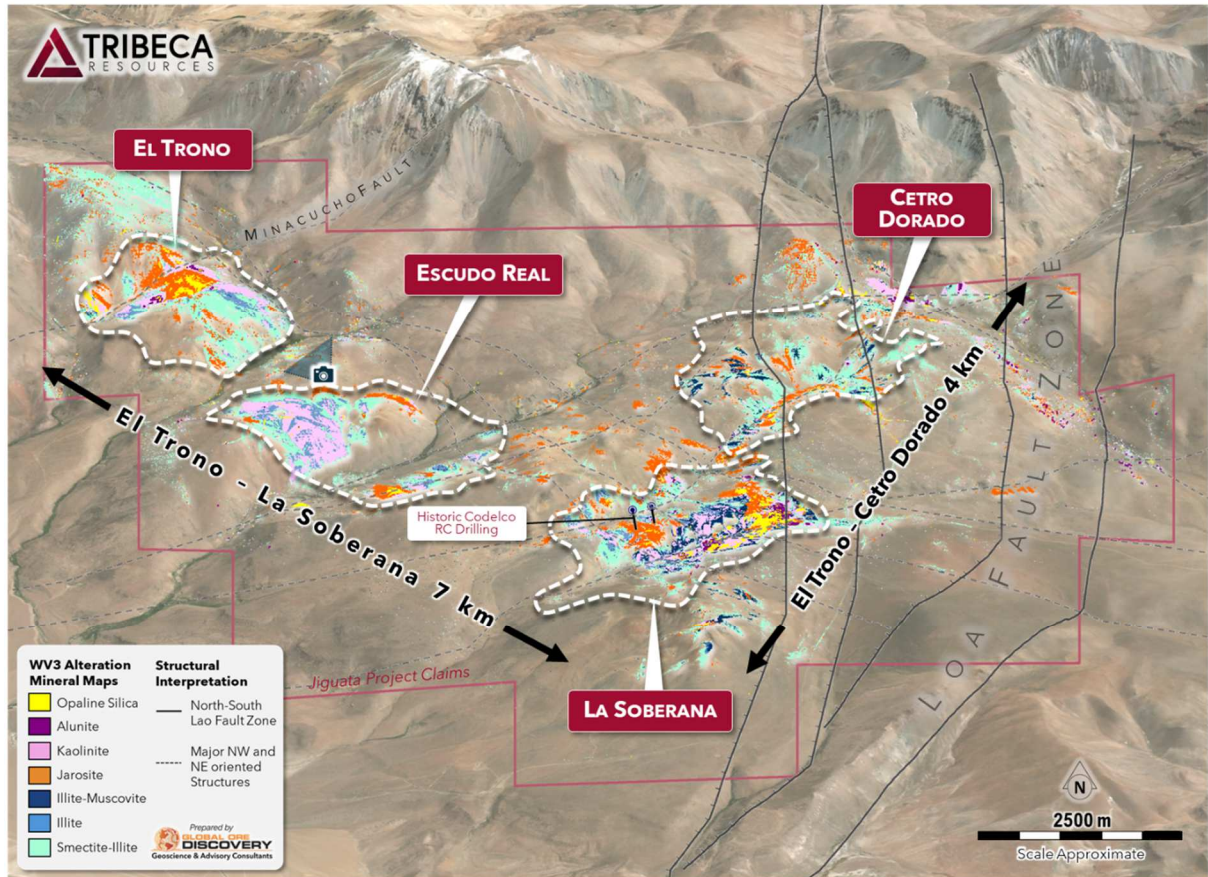 TRIBECA
RESOURCES
EL TRONO
MINACUCHO FAULT
CETRO
DORADO
ESCUDO REAL
El Trono - La Soberana 7 km
Historic Codelco
RC Drilling
El Trono - Cetro Dorado 4 km
LOA FAULT ZONE
Jiguata Project Claims
LA SOBERANA
WV3 Alteration
Mineral Maps
Opaline Silica
Alunite
Kaolinite
Jarosite
Illite-Muscovite
Illite
Smectite-Illite
Structural
Interpretation
North-South
Lao Fault Zone
Major NW and
NE oriented
Structures
Prepared by
GLOBAL ORE
DISCOVERY
Geoscience & Advisory Consultants
N
2500 m
Scale Approximate